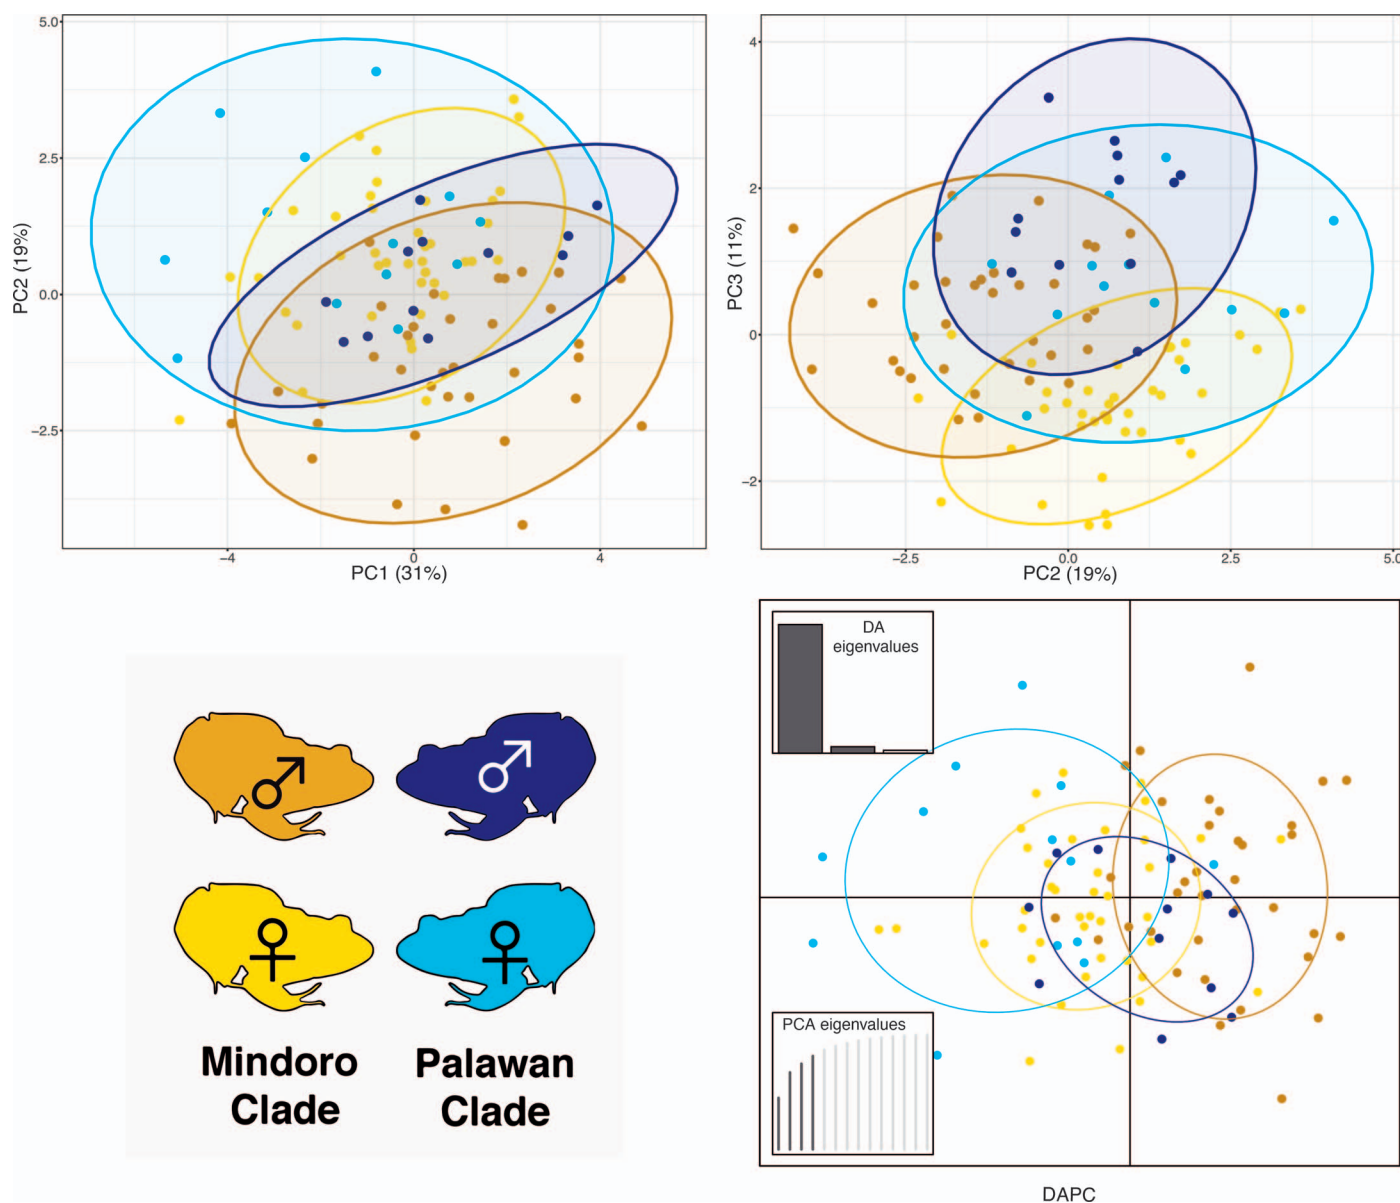 5.0
2.5
0.0
−2.5
PC2 (19%)
−4
0
4
PC1 (31%)
4
2
0
−2
PC3 (11%)
−2.5
0.0
2.5
5.0
PC2 (19%)
DA
eigenvalues
PCA eigenvalues
DAPC
♂
♂
♀
♀
Mindoro
Clade
Palawan
Clade